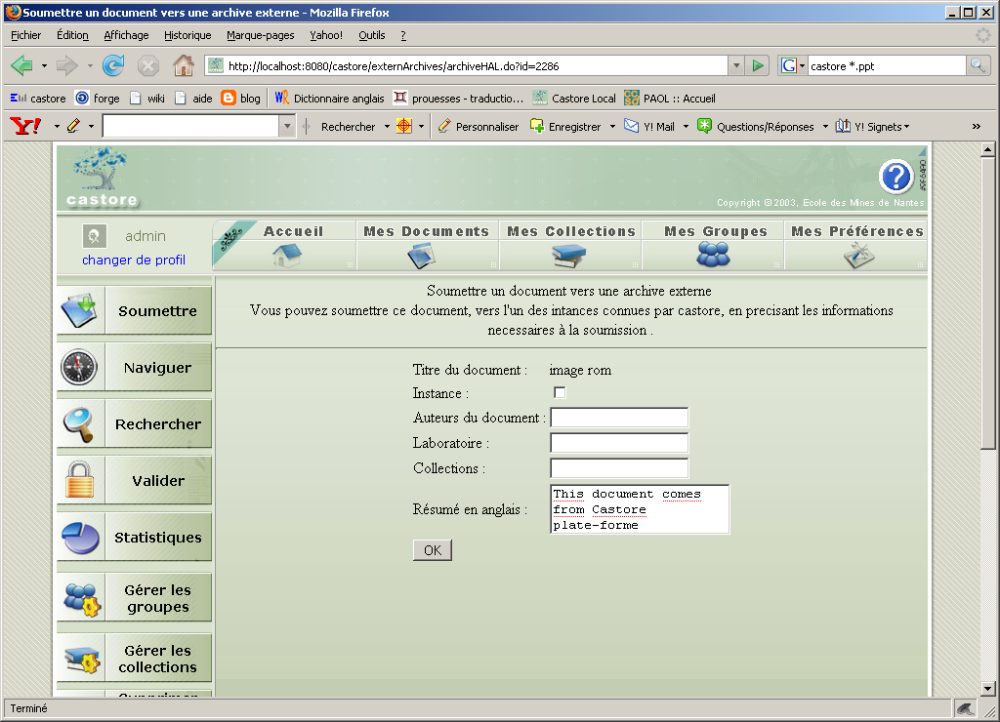 Soumettre un document vers une archive externe - Mozilla Firefox
Fichier Édition Affichage Historique Marque-pages Yahoo! Outils ?
http://localhost:8080/castore/externArchives/archiveHAL.do?id=2286 G castore *.ppt
castore forge wiki aide blog Dictionnaire anglais prouesses - traductio... Castore Local PAOL :: Accueil
Y! Rechercher Personnaliser Enregistrer Y! Mail Questions/Réponses Y! Signets »
castore
?
Copyright @2003, Ecole des Mines de Nantes
admin
changer de profil
Accueil Mes Documents Mes Collections Mes Groupes Mes Préférences
Soumettre
Naviguer
Rechercher
Valider
Statistiques
Gérer les
groupes
Gérer les
collections
Supprimer
Soumettre un document vers une archive externe
Vous pouvez soumettre ce document, vers l'un des intances connues par castore, en precisant les informations
necessaires à la soumission .
Titre du document : image rom
Instance :
Auteurs du document :
Laboratoire :
Collections :
Résumé en anglais : This document comes
from Castore
plate-forme
OK
Terminé